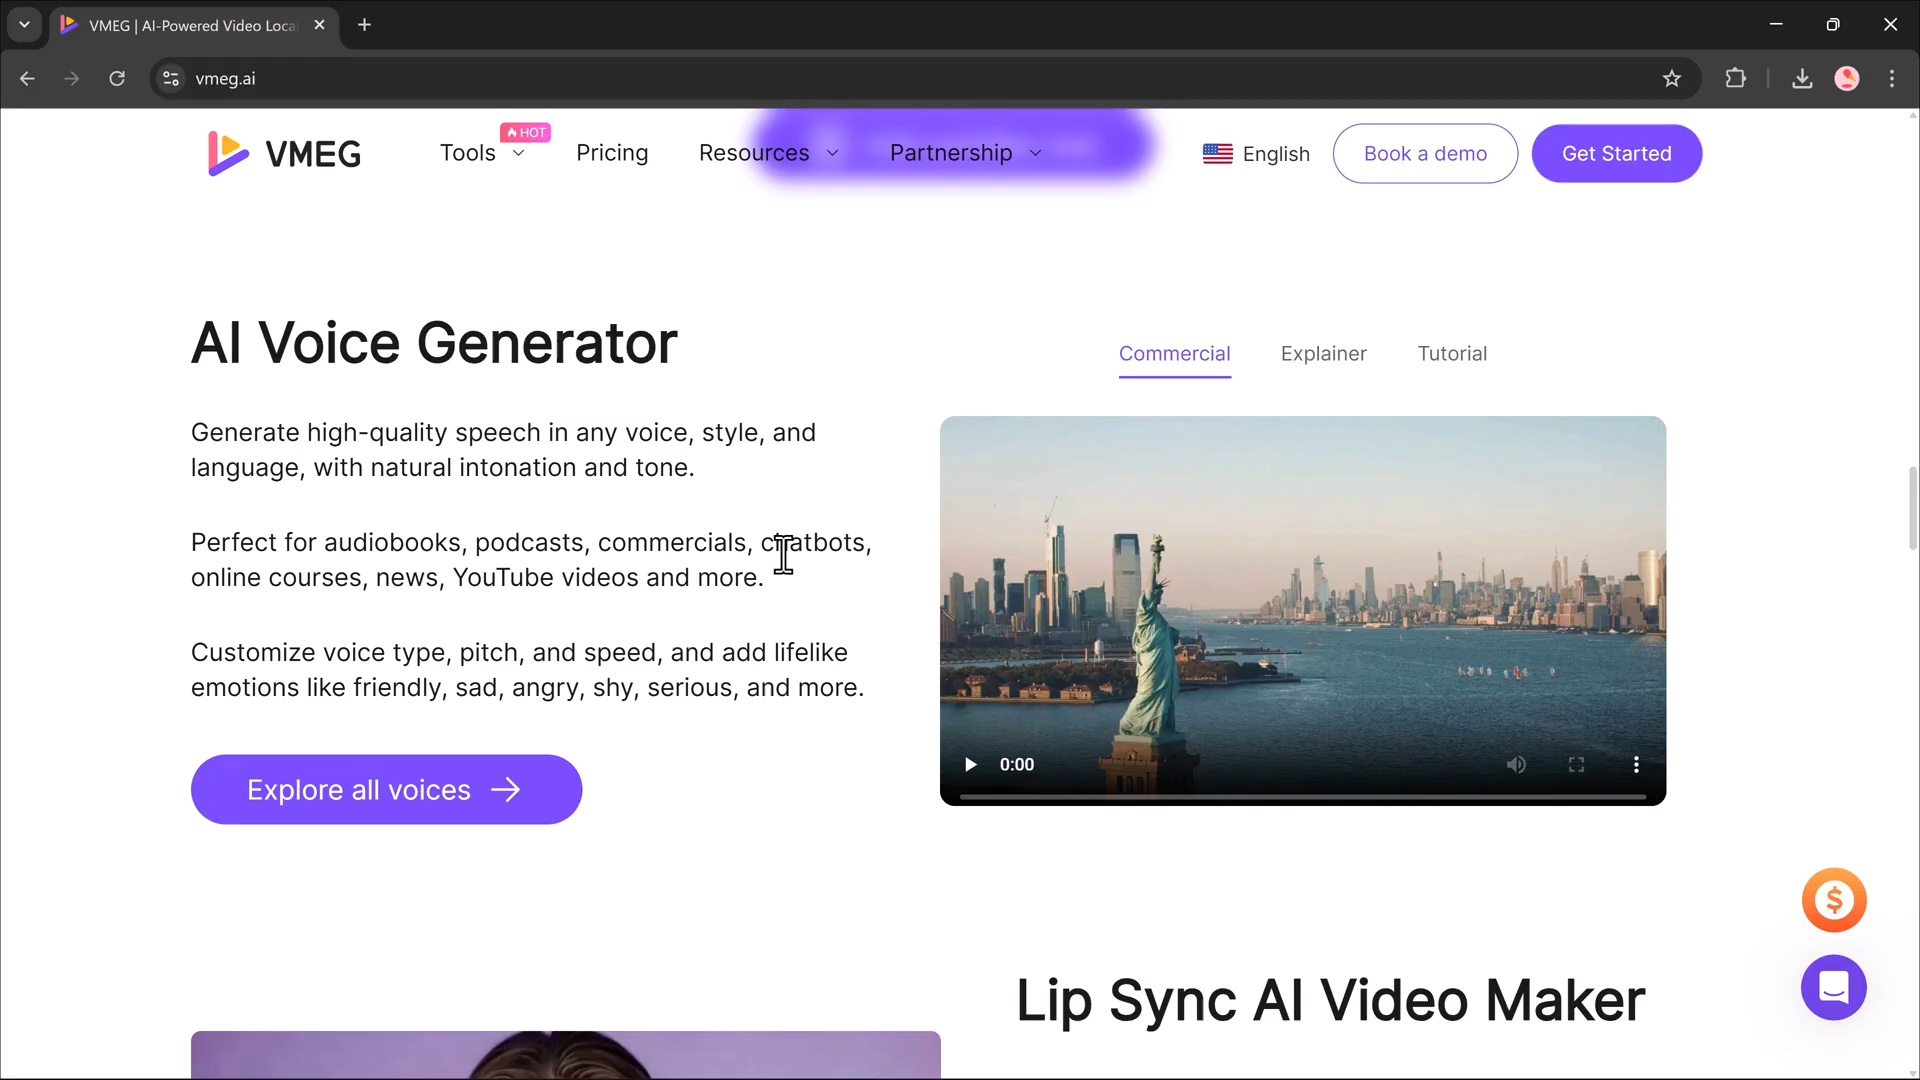 VMEG | AI-Powered Video Loca
vmeg.ai
VMEG
Tools
HOT
Pricing
Resources
Partnership
English
Book a demo
Get Started
AI Voice Generator
Commercial
Explainer
Tutorial
Generate high-quality speech in any voice, style, and
language, with natural intonation and tone.
Perfect for audiobooks, podcasts, commercials, chatbots,
online courses, news, YouTube videos and more.
Customize voice type, pitch, and speed, and add lifelike
emotions like friendly, sad, angry, shy, serious, and more.
Explore all voices
0:00
Lip Sync AI Video Maker